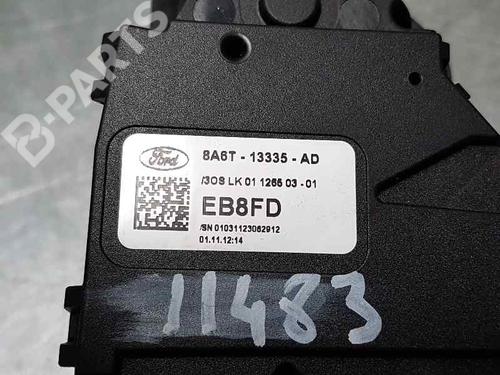 B-PARTS
Ford
8A6T - 13335 - AD
/3OS LK 01 1266 03 - 01
EB8FD
/SN 01031123062912
01.11.12:14
11483